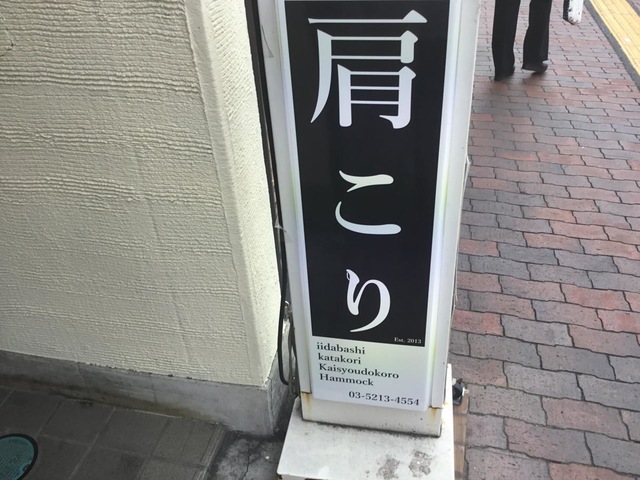 肩こり
Est. 2013
iidabashi
katakori
Kaisyoudokoro
Hammock
03-5213-4554